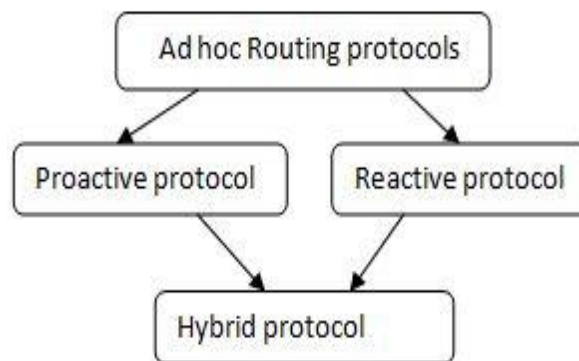 Ad hoc Routing protocols
Proactive protocol
Reactive protocol
Hybrid protocol